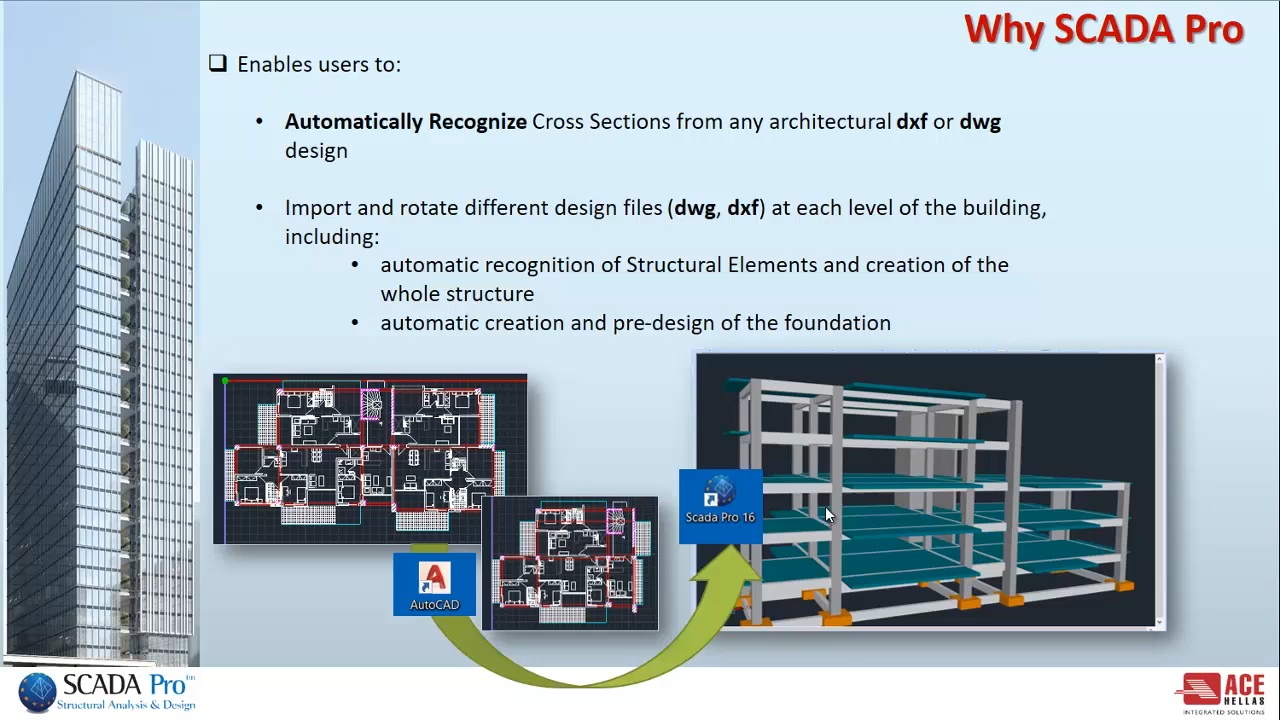 Why SCADA Pro
❑ Enables users to:
• Automatically Recognize Cross Sections from any architectural dxf or dwg
design
• Import and rotate different design files (dwg, dxf) at each level of the building,
including:
• automatic recognition of Structural Elements and creation of the
whole structure
• automatic creation and pre-design of the foundation
Scada Pro 16
AutoCAD
SCADA Pro™
Structural Analysis & Design
ACE
HELLAS
INTEGRATED SOLUTIONS